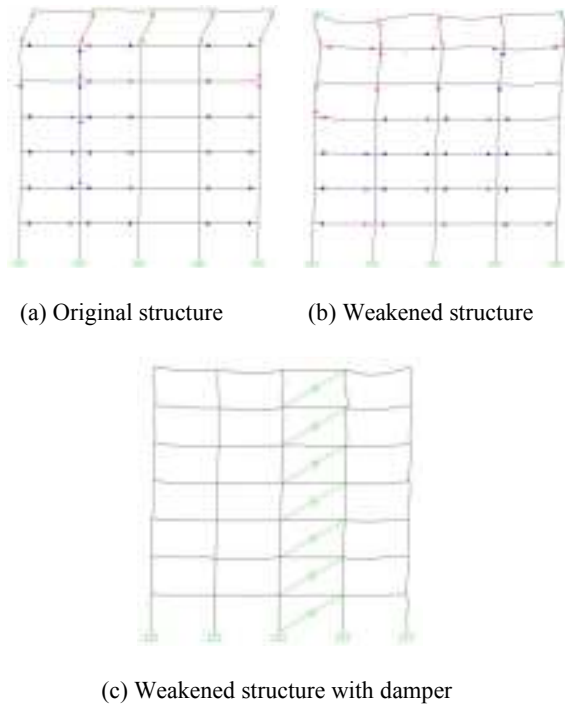 (a) Original structure
(b) Weakened structure
(c) Weakened structure with damper